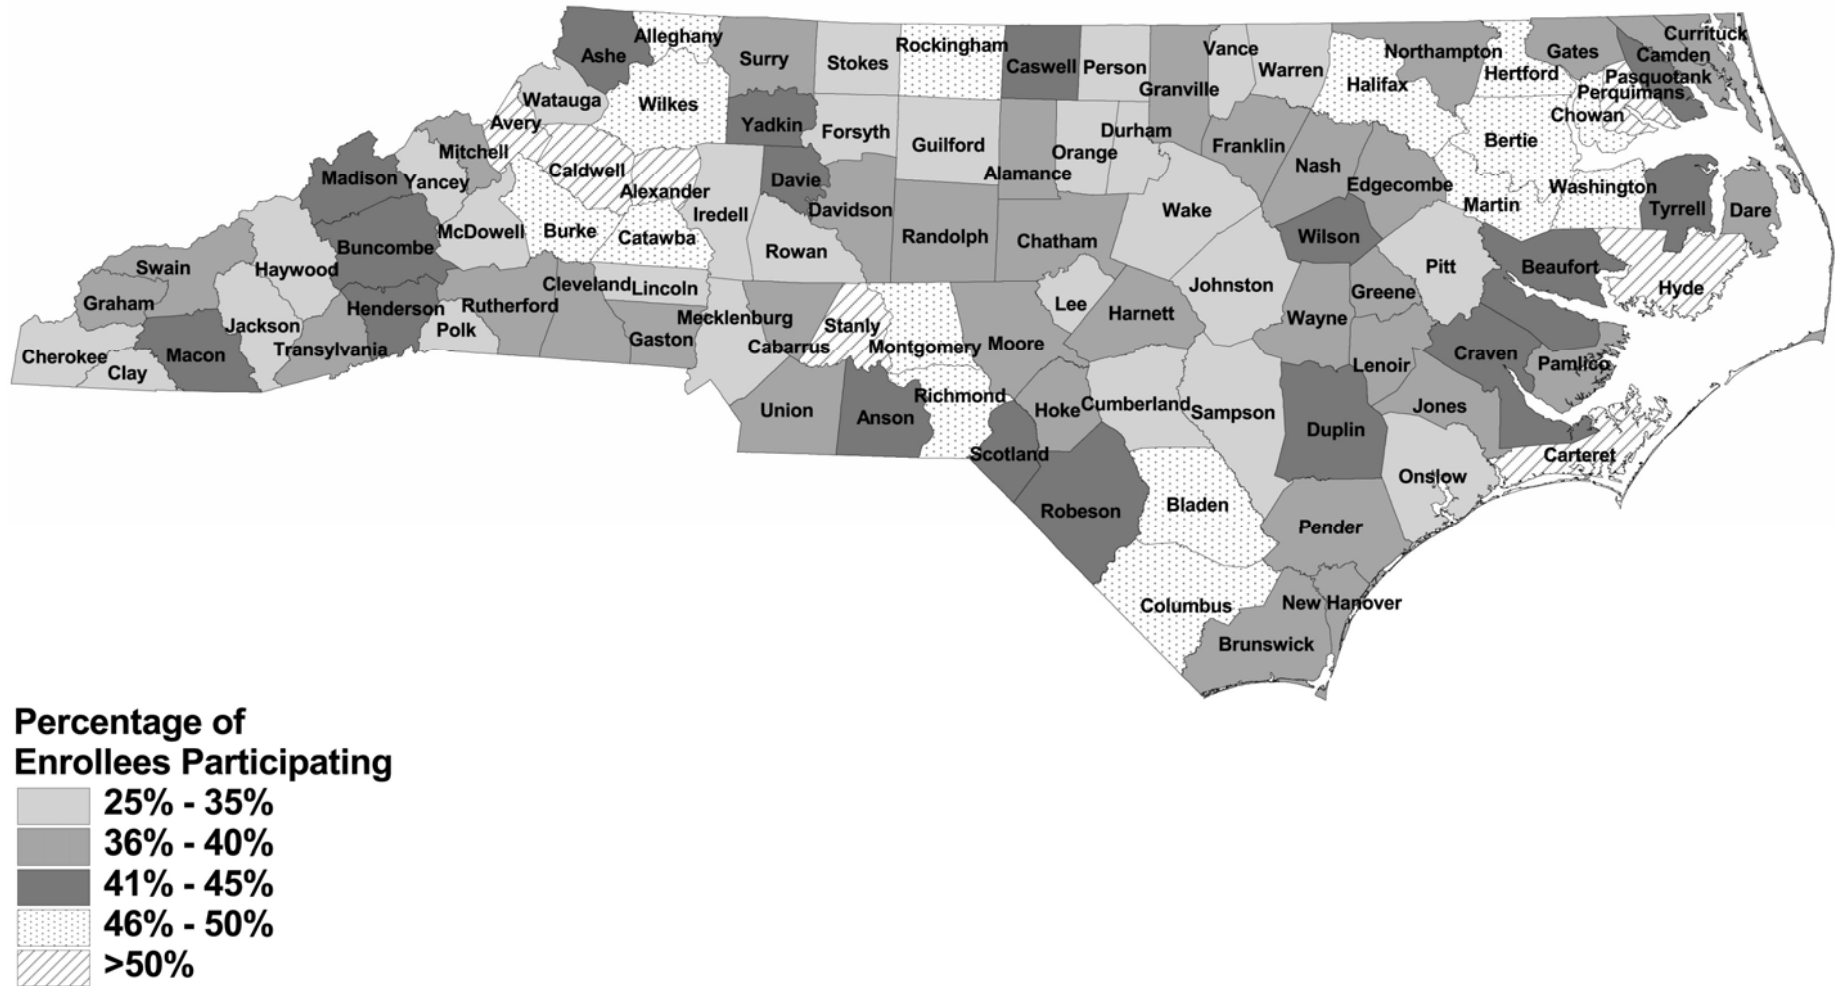 Alleghany
Ashe
Surry
Stokes
Rockingham
Caswell
Person
Granville
Vance
Warren
Northampton
Halifax
Hertford
Gates
Currituck
Camden
Pasquotank
Perquimans
Chowan
Watauga
Wilkes
Yadkin
Forsyth
Guilford
Alamance
Orange
Durham
Franklin
Nash
Edgecombe
Bertie
Avery
Mitchell
Caldwell
Alexander
Madison
Yancey
Iredell
Davie
Davidson
Randolph
Chatham
Wake
Wilson
Martin
Washington
Tyrrell
Dare
Buncombe
McDowell
Burke
Catawba
Rowan
Swain
Haywood
Cleveland
Lincoln
Lee
Harnett
Johnston
Greene
Pitt
Beaufort
Hyde
Graham
Henderson
Rutherford
Mecklenburg
Cabarrus
Stanly
Montgomery
Moore
Wayne
Cherokee
Clay
Macon
Jackson
Transylvania
Polk
Gaston
Lenoir
Craven
Pamlico
Union
Anson
Richmond
Hoke
Cumberland
Sampson
Duplin
Jones
Scotland
Robeson
Bladen
Onslow
Carteret
Pender
Columbus
New Hanover
Brunswick
Percentage of
Enrollees Participating
25% - 35%
36% - 40%
41% - 45%
46% - 50%
>50%